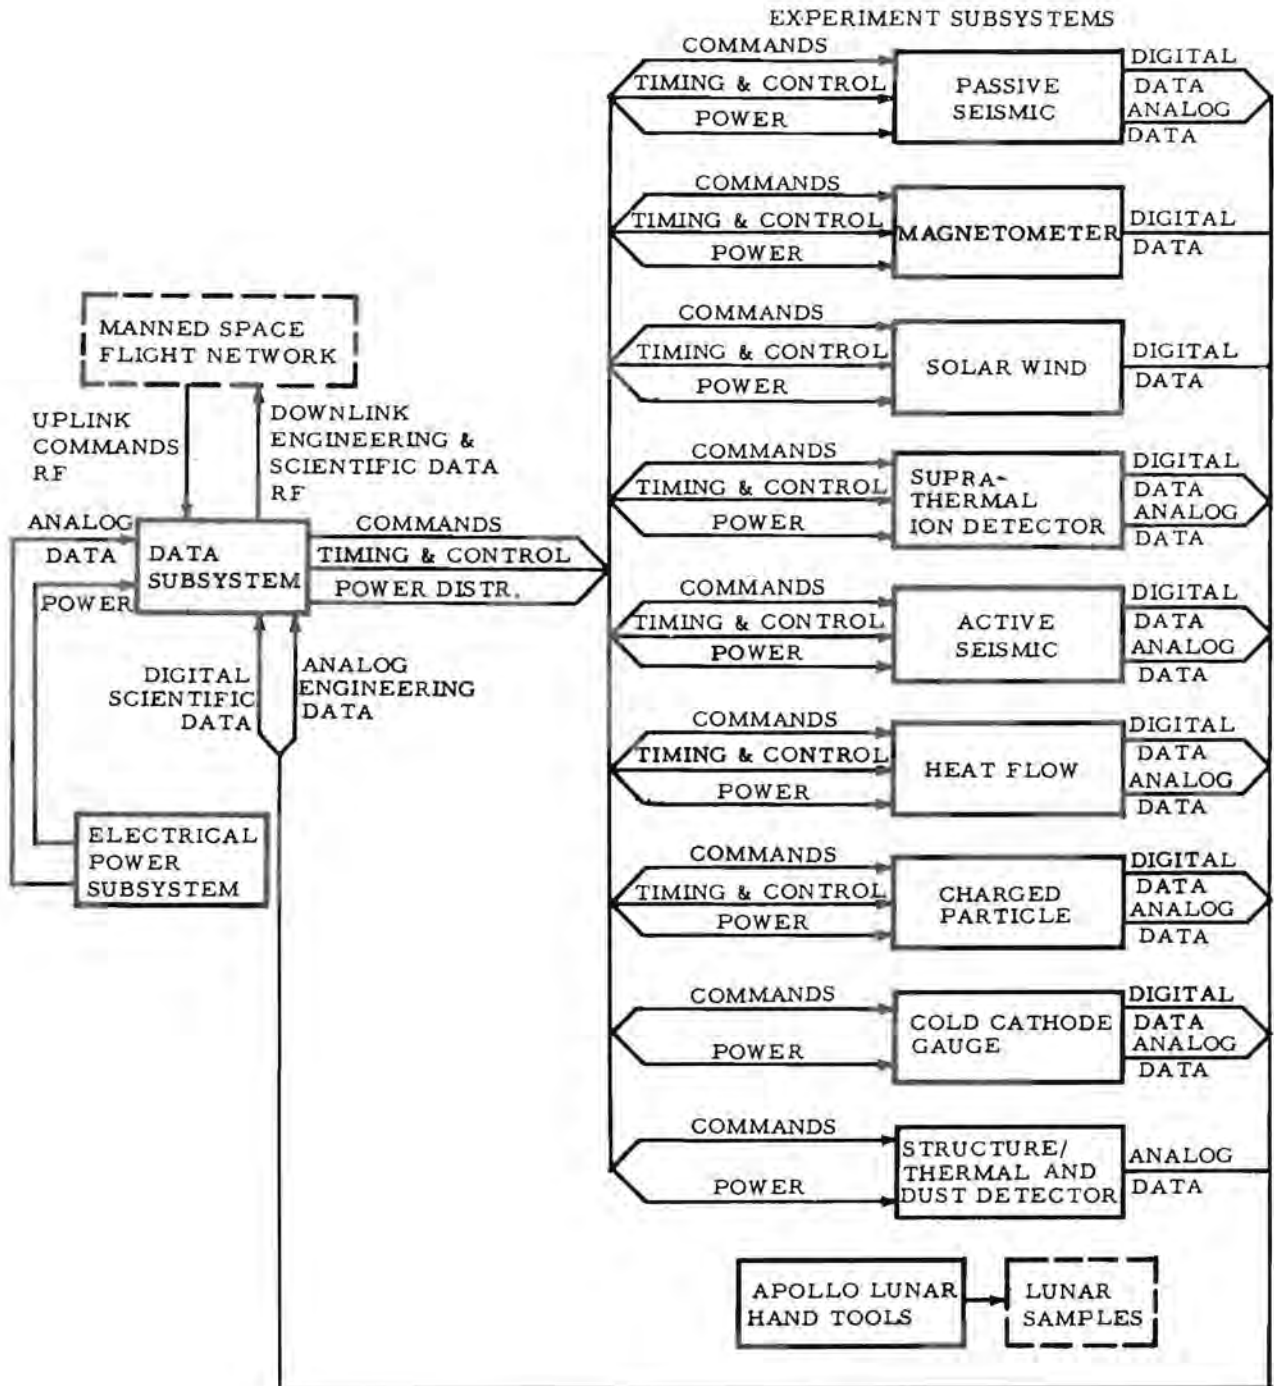 EXPERIMENT SUBSYSTEMS
COMMANDS
TIMING & CONTROL
POWER
PASSIVE
SEISMIC
DIGITAL
DATA
ANALOG
DATA
COMMANDS
TIMING & CONTROL
POWER
MAGNETOMETER
DIGITAL
DATA
MANNED SPACE
FLIGHT NETWORK
COMMANDS
TIMING & CONTROL
POWER
SOLAR WIND
DIGITAL
DATA
UPLINK
COMMANDS
RF
DOWNLINK
ENGINEERING &
SCIENTIFIC DATA
RF
COMMANDS
TIMING & CONTROL
POWER
SUPRA-
THERMAL
ION DETECTOR
DIGITAL
DATA
ANALOG
DATA
ANALOG
DATA
POWER
DATA
SUBSYSTEM
COMMANDS
TIMING & CONTROL
POWER DISTR.
COMMANDS
TIMING & CONTROL
POWER
ACTIVE
SEISMIC
DIGITAL
DATA
ANALOG
DATA
DIGITAL
SCIENTIFIC
DATA
ANALOG
ENGINEERING
DATA
COMMANDS
TIMING & CONTROL
POWER
HEAT FLOW
DIGITAL
DATA
ANALOG
DATA
ELECTRICAL
POWER
SUBSYSTEM
COMMANDS
TIMING & CONTROL
POWER
CHARGED
PARTICLE
DIGITAL
DATA
ANALOG
DATA
COMMANDS
POWER
COLD CATHODE
GAUGE
DIGITAL
DATA
ANALOG
DATA
COMMANDS
POWER
STRUCTURE/
THERMAL AND
DUST DETECTOR
ANALOG
DATA
APOLLO LUNAR
HAND TOOLS
LUNAR
SAMPLES